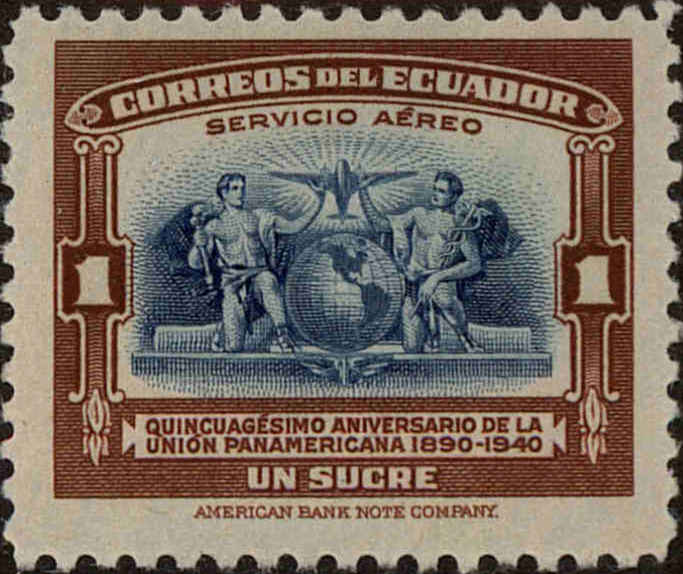 CORREOS DEL ECUADOR
SERVICIO AÉREO
1 1
QUINCUAGÉSIMO ANIVERSARIO DE LA
UNIÓN PANAMERICANA 1890-1940
UN SUCRE
AMERICAN BANK NOTE COMPANY.